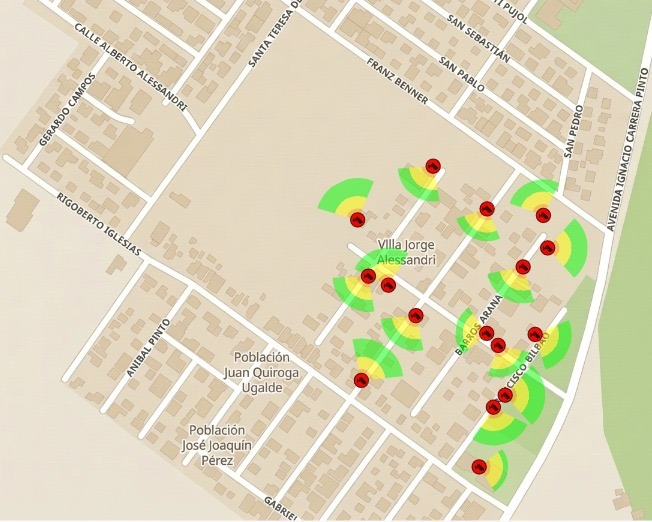 TI PUJOL
SAN SEBASTIÁN
CALLE ALBERTO ALESSANDRI
SANTA TERESA DE
FRANZ BENNER
SAN PABLO
GERARDO CAMPOS
SAN PEDRO
AVENIDA IGNACIO CARRERA PINTO
RIGOBERTO IGLESIAS
Villa Jorge
Alessandri
BARROS ARANA
ANIBAL PINTO
CISCO BILBAO
Población
Juan Quiroga
Ugalde
Población
José Joaquín
Pérez
GABRIEL